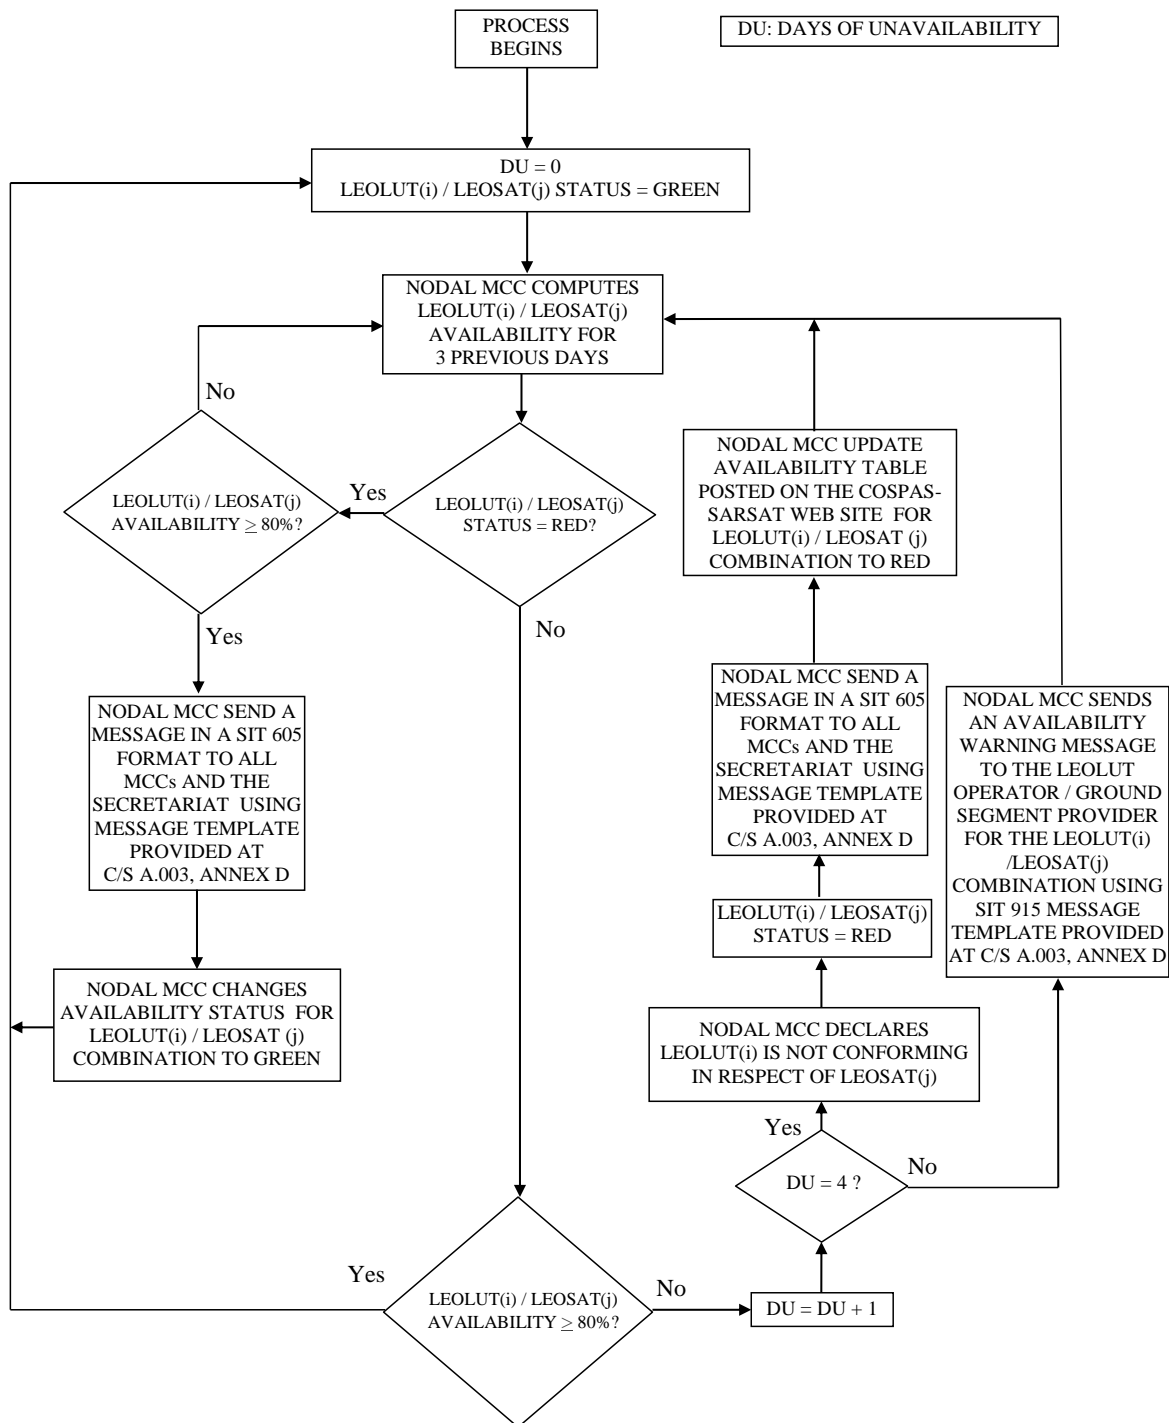 PROCESS
BEGINS
DU: DAYS OF UNAVAILABILITY
DU = 0
LEOLUT(i) / LEOSAT(j) STATUS = GREEN
NODAL MCC COMPUTES
LEOLUT(i) / LEOSAT(j)
AVAILABILITY FOR
3 PREVIOUS DAYS
No
LEOLUT(i) / LEOSAT(j)
AVAILABILITY ≥ 80%?
Yes
LEOLUT(i) / LEOSAT(j)
STATUS = RED?
NODAL MCC UPDATE
AVAILABILITY TABLE
POSTED ON THE COSPAS-
SARSAT WEB SITE FOR
LEOLUT(i) / LEOSAT (j)
COMBINATION TO RED
Yes
No
NODAL MCC SEND A
MESSAGE IN A SIT 605
FORMAT TO ALL
MCCs AND THE
SECRETARIAT USING
MESSAGE TEMPLATE
PROVIDED AT
C/S A.003, ANNEX D
NODAL MCC SEND A
MESSAGE IN A SIT 605
FORMAT TO ALL
MCCs AND THE
SECRETARIAT USING
MESSAGE TEMPLATE
PROVIDED AT
C/S A.003, ANNEX D
NODAL MCC SENDS
AN AVAILABILITY
WARNING MESSAGE
TO THE LEOLUT
OPERATOR / GROUND
SEGMENT PROVIDER
FOR THE LEOLUT(i)
/LEOSAT(j)
COMBINATION USING
SIT 915 MESSAGE
TEMPLATE PROVIDED
AT C/S A.003, ANNEX D
LEOLUT(i) / LEOSAT(j)
STATUS = RED
NODAL MCC CHANGES
AVAILABILITY STATUS FOR
LEOLUT(i) / LEOSAT (j)
COMBINATION TO GREEN
NODAL MCC DECLARES
LEOLUT(i) IS NOT CONFORMING
IN RESPECT OF LEOSAT(j)
Yes
DU = 4 ?
No
Yes
LEOLUT(i) / LEOSAT(j)
AVAILABILITY ≥ 80%?
No
DU = DU + 1